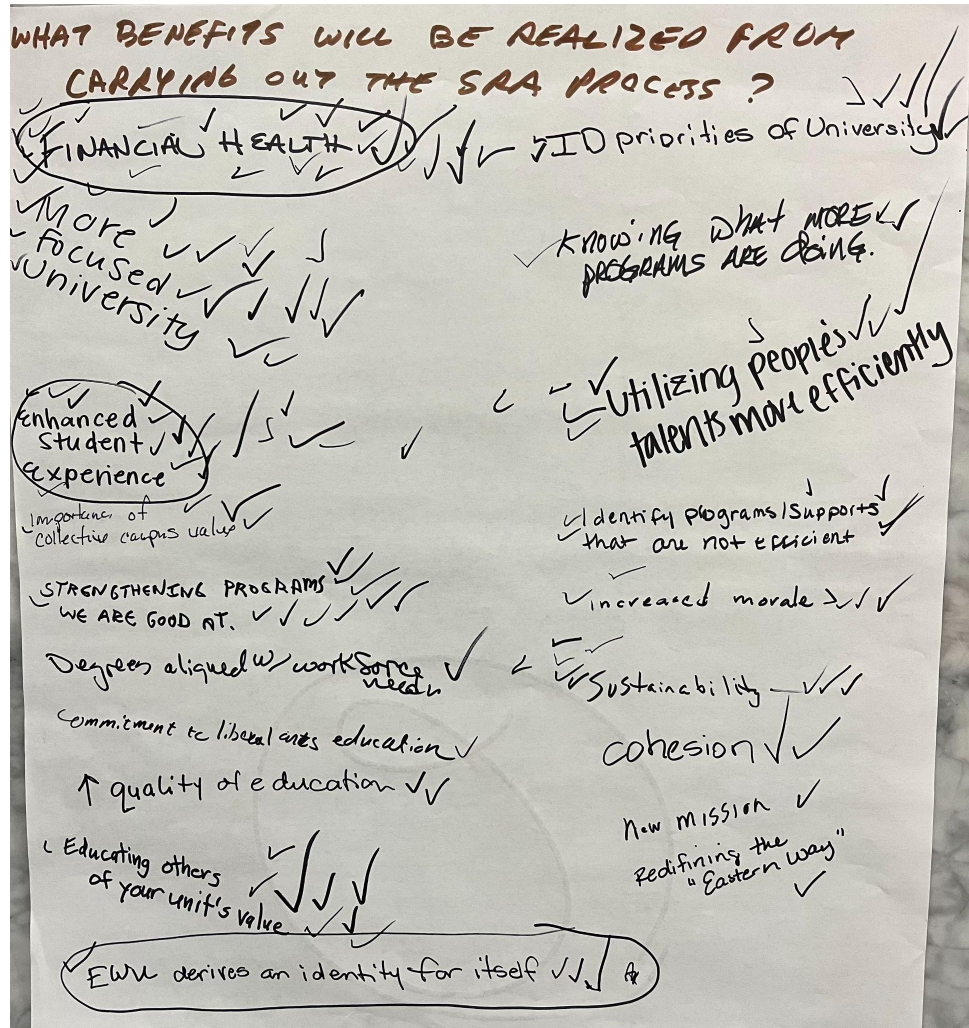 WHAT BENEFITS WILL BE REALIZED FROM
CARRYING OUT THE SRA PROCESS?
FINANCIAL HEALTH
More
focused
University
Enhanced
Student
Experience
Importance of
collective campus value
STRENGTHENING PROGRAMS
WE ARE GOOD AT.
Degrees aligned w/ workforce
needs
Commitment to liberal arts education
↑ quality of education
Educating others
of your unit's value
EWU derives an identity for itself
ID priorities of University
KNOWING WHAT MORE
PROGRAMS ARE doing.
Utilizing people's
talents more efficiently
Identify programs/supports
that are not efficient
increased morale
Sustainability
cohesion
New mission
Redifining the
"Eastern Way"